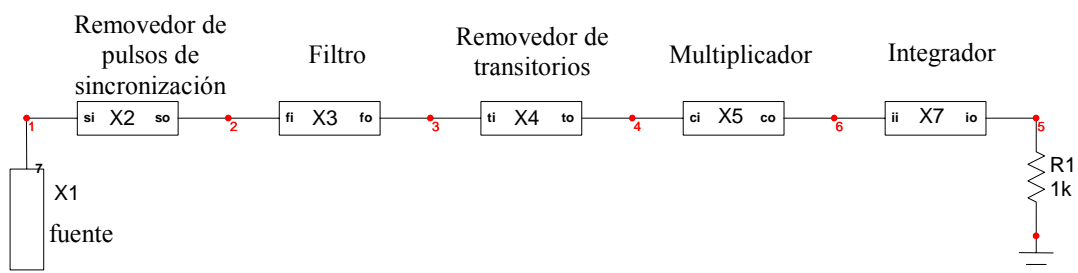 Removedor de
pulsos de
sincronización
Filtro
Removedor de
transitorios
Multiplicador
Integrador
si X2 so
fi X3 fo
ti X4 to
ci X5 co
ii X7 io
1
2
3
4
6
5
7
X1
fuente
R1
1k